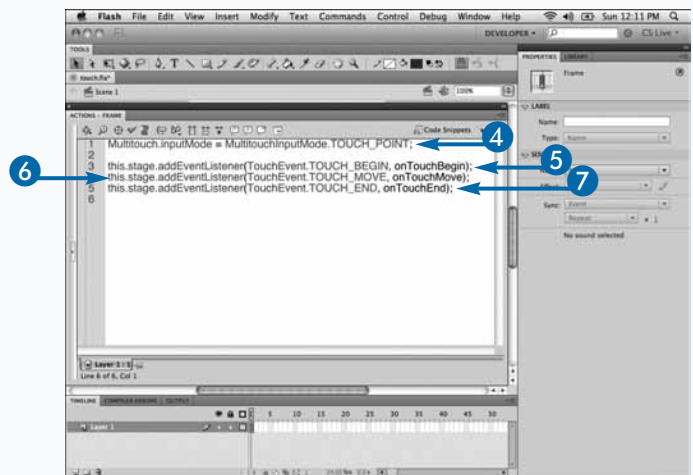 Flash File Edit View Insert Modify Text Commands Control Debug Window Help Sun 12:11 PM
DEVELOPER CS Live
TOOLS
touch.fla*
Scene 1 100%
ACTIONS - FRAME
Code Snippets
1 Multitouch.inputMode = MultitouchInputMode.TOUCH_POINT;
2
3 this.stage.addEventListener(TouchEvent.TOUCH_BEGIN, onTouchBegin);
4 this.stage.addEventListener(TouchEvent.TOUCH_MOVE, onTouchMove);
5 this.stage.addEventListener(TouchEvent.TOUCH_END, onTouchEnd);
6
4
5
6
7
Layer 1 : 1
Line 6 of 6, Col 1
TIMELINE COMPILER ERRORS OUTPUT
5 10 15 20 25 30 35 40 45 50
Layer 1
PROPERTIES LIBRARY
Frame
LABEL
Name:
Type: Name
Sync: Event
Repeat x 1
No sound selected